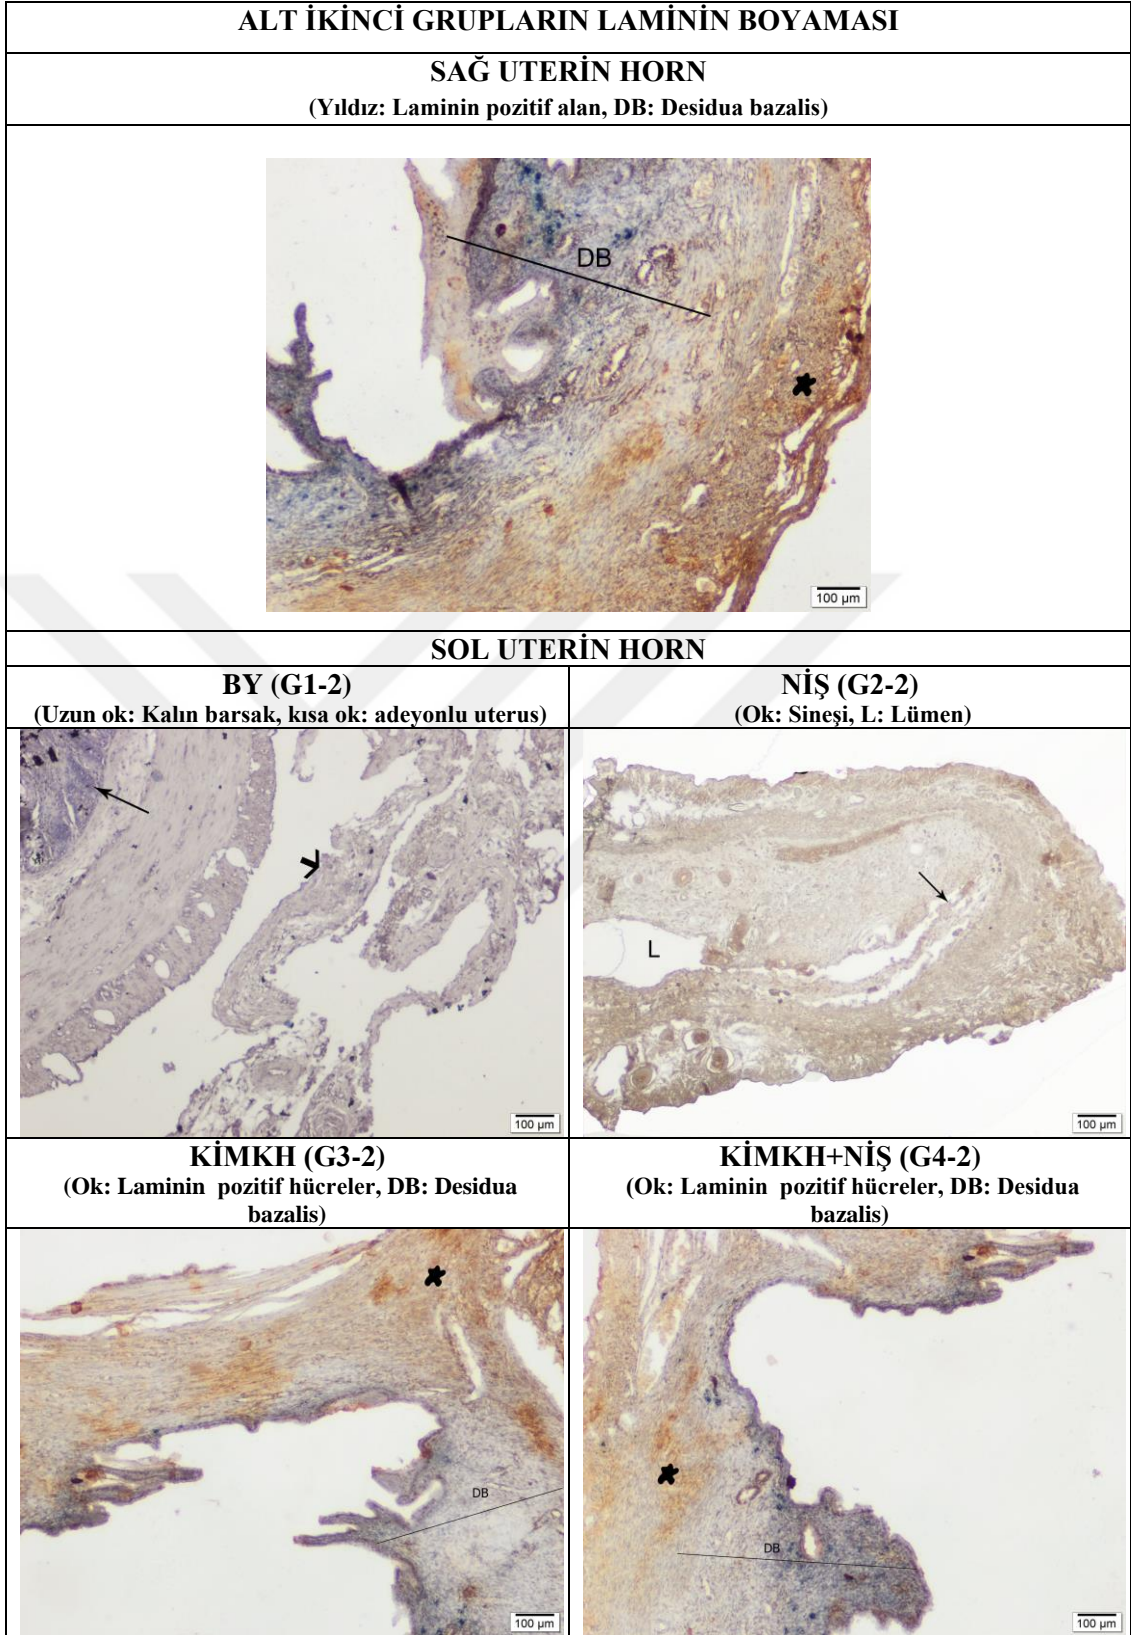 ALT İKİNCİ GRUPLARIN LAMİNİN BOYAMASI
SAĞ UTERİN HORN
(Yıldız: Laminin pozitif alan, DB: Desidua bazalis)
DB
100 µm
SOL UTERİN HORN
BY (G1-2)
(Uzun ok: Kalın barsak, kısa ok: adeyonlu uterus)
100 µm
NİŞ (G2-2)
(Ok: Sineşi, L: Lümen)
L
100 µm
KİMKH (G3-2)
(Ok: Laminin pozitif hücreler, DB: Desidua
bazalis)
DB
100 µm
KİMKH+NİŞ (G4-2)
(Ok: Laminin pozitif hücreler, DB: Desidua
bazalis)
DB
100 µm